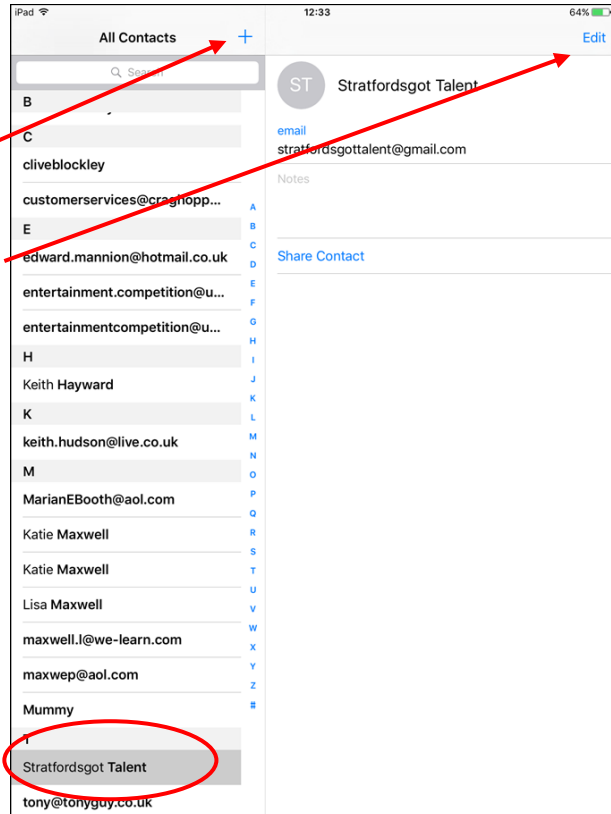 iPad 12:33 64%
All Contacts + Edit
Search
B
C
cliveblockley
customerservices@craghopp...
E
edward.mannion@hotmail.co.uk
entertainment.competition@u...
entertainmentcompetition@u...
H
Keith Hayward
K
keith.hudson@live.co.uk
M
MarianEBooth@aol.com
Katie Maxwell
Katie Maxwell
Lisa Maxwell
maxwell.l@we-learn.com
maxwep@aol.com
Mummy
T
Stratfordsgot Talent
tony@tonyguy.co.uk
A
B
C
D
E
F
G
H
I
J
K
L
M
N
O
P
Q
R
S
T
U
V
W
X
Y
Z
#
ST Stratfordsgot Talent
email
stratfordsgottalent@gmail.com
Notes
Share Contact